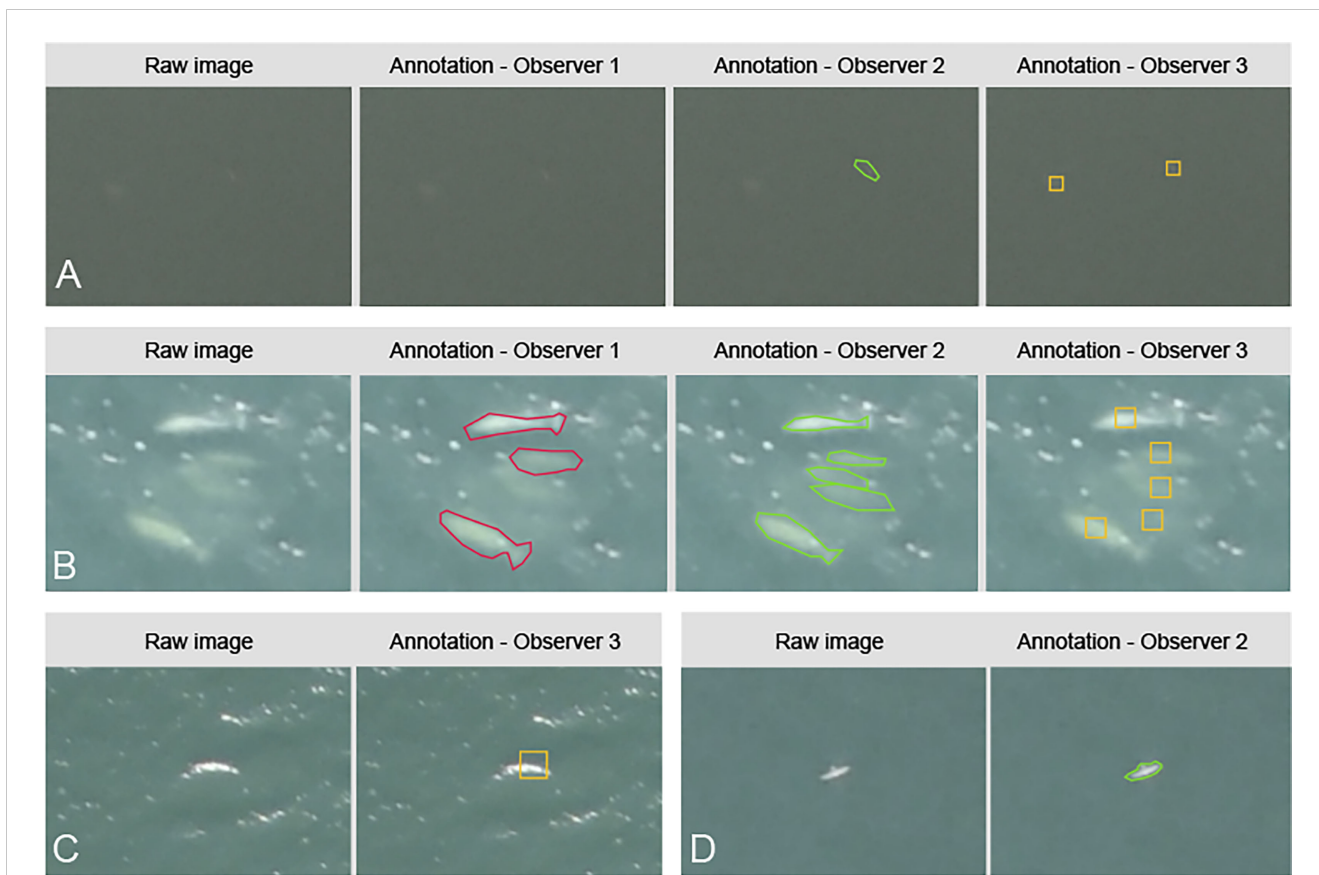 Raw image Annotation - Observer 1 Annotation - Observer 2 Annotation - Observer 3
A
Raw image Annotation - Observer 1 Annotation - Observer 2 Annotation - Observer 3
B
Raw image Annotation - Observer 3 Raw image Annotation - Observer 2
C D